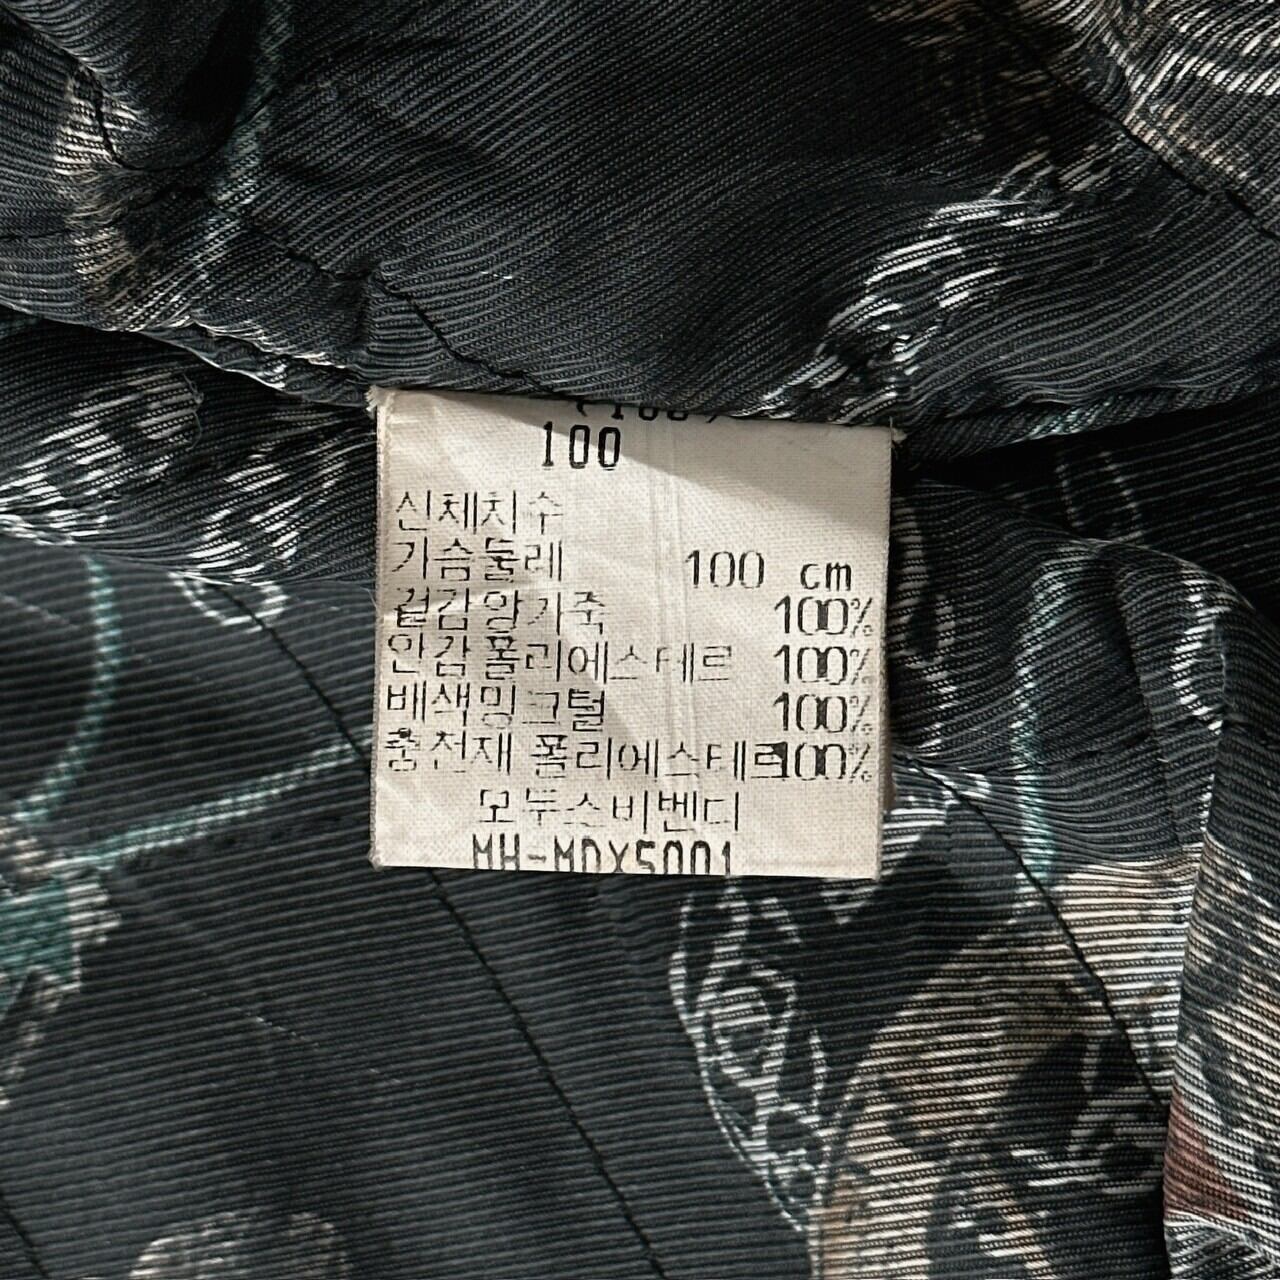 (100)
100
신체치수
가슴둘레 100 cm
겉감양가죽 100%
안감폴리에스테르 100%
배색밍크털 100%
충전재 폴리에스테르100%
모두스비벤디
MH-MDX5001